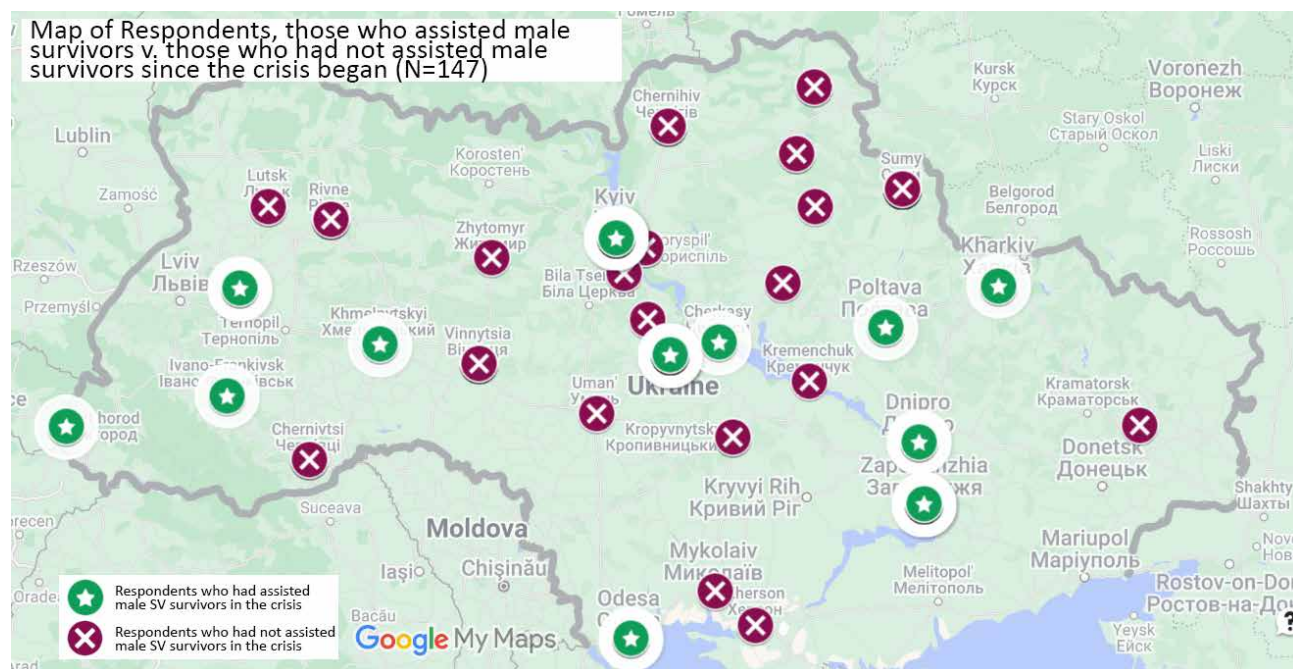 Map of Respondents, those who assisted male
survivors v. those who had not assisted male
survivors since the crisis began (N=147)
Гомель
Kursk
Курск
Voronezh
Воронеж
Chernihiv
Stary Oskol
Старый Оскол
Lublin
Korosten'
Коростень
Sumy
Liski
Лиски
Zamość
Lutsk
Rivne
Kyiv
Belgorod
Белгород
Zhytomyr
Rossosh
Россошь
Kharkiv
Rzeszów
Lviv
Львів
Bila
Біла Церква
Poltava
Przemyśl
Ternopil
Тернопіль
Khmelnytskyi
Vinnytsia
Cherkasy
Kremenchuk
Ivano-Frankivsk
Uman'
Ukraine
Kramatorsk
Краматорськ
Dnipro
Chernivtsi
Kropyvnytskyi
Кропивницький
Donetsk
Донецьк
Kryvyi Rih
Кривий Ріг
Shakhty
Шахты
Suceava
Moldova
Mykolaiv
Миколаїв
Mariupol
Маріуполь
Iași
Chișinău
Melitopol'
Мелітополь
Rostov-on-Don
Ростов-на-До
Odesa
Oradea
Bacău
Yeysk
Ейск
Respondents who had assisted
male SV survivors in the crisis
Respondents who had not assisted
male SV survivors in the crisis
Google My Maps
?